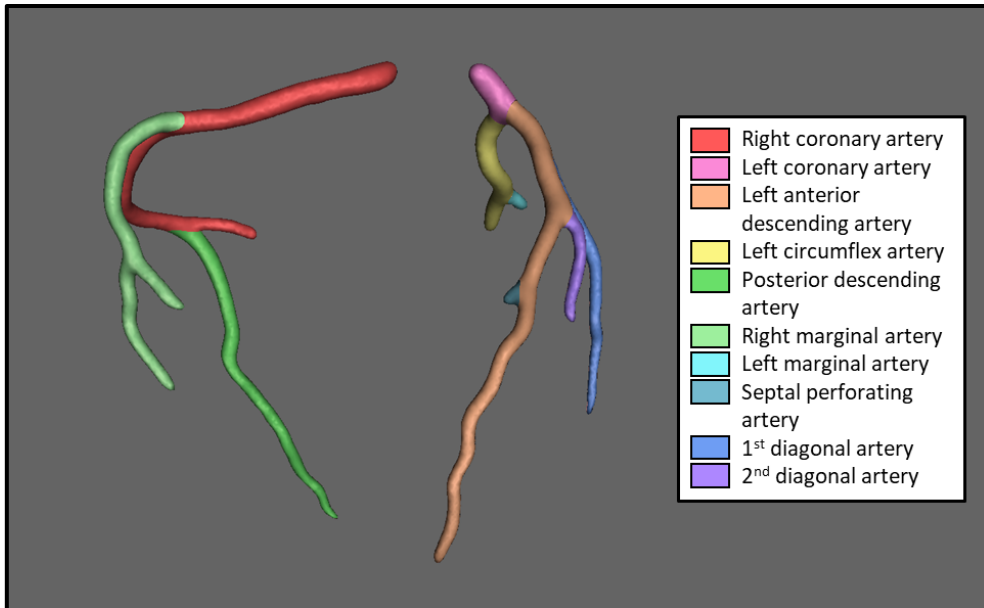 Right coronary artery
Left coronary artery
Left anterior
descending artery
Left circumflex artery
Posterior descending
artery
Right marginal artery
Left marginal artery
Septal perforating
artery
1st diagonal artery
2nd diagonal artery